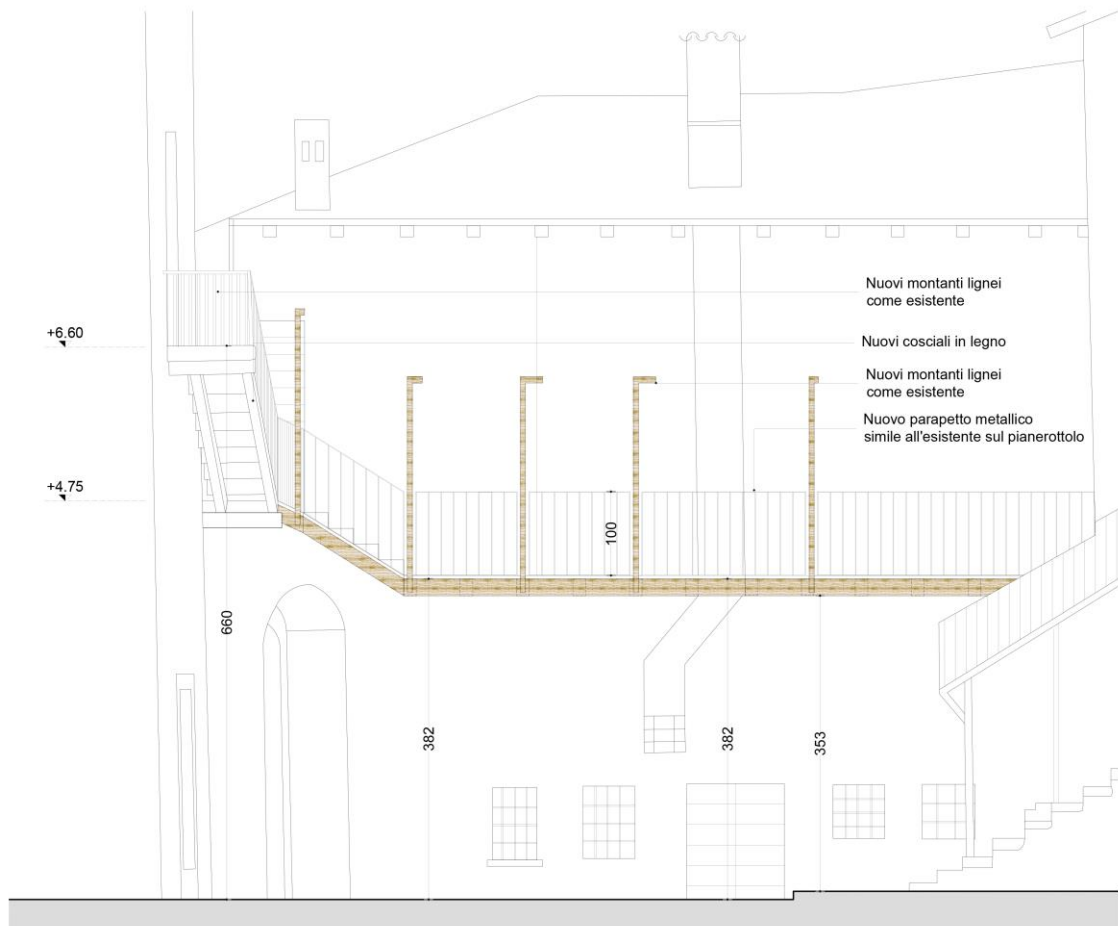 Nuovi montanti lignei
come esistente
+6.60
Nuovi cosciali in legno
Nuovi montanti lignei
come esistente
Nuovo parapetto metallico
simile all'esistente sul pianerottolo
+4.75
100
660
382
382
353